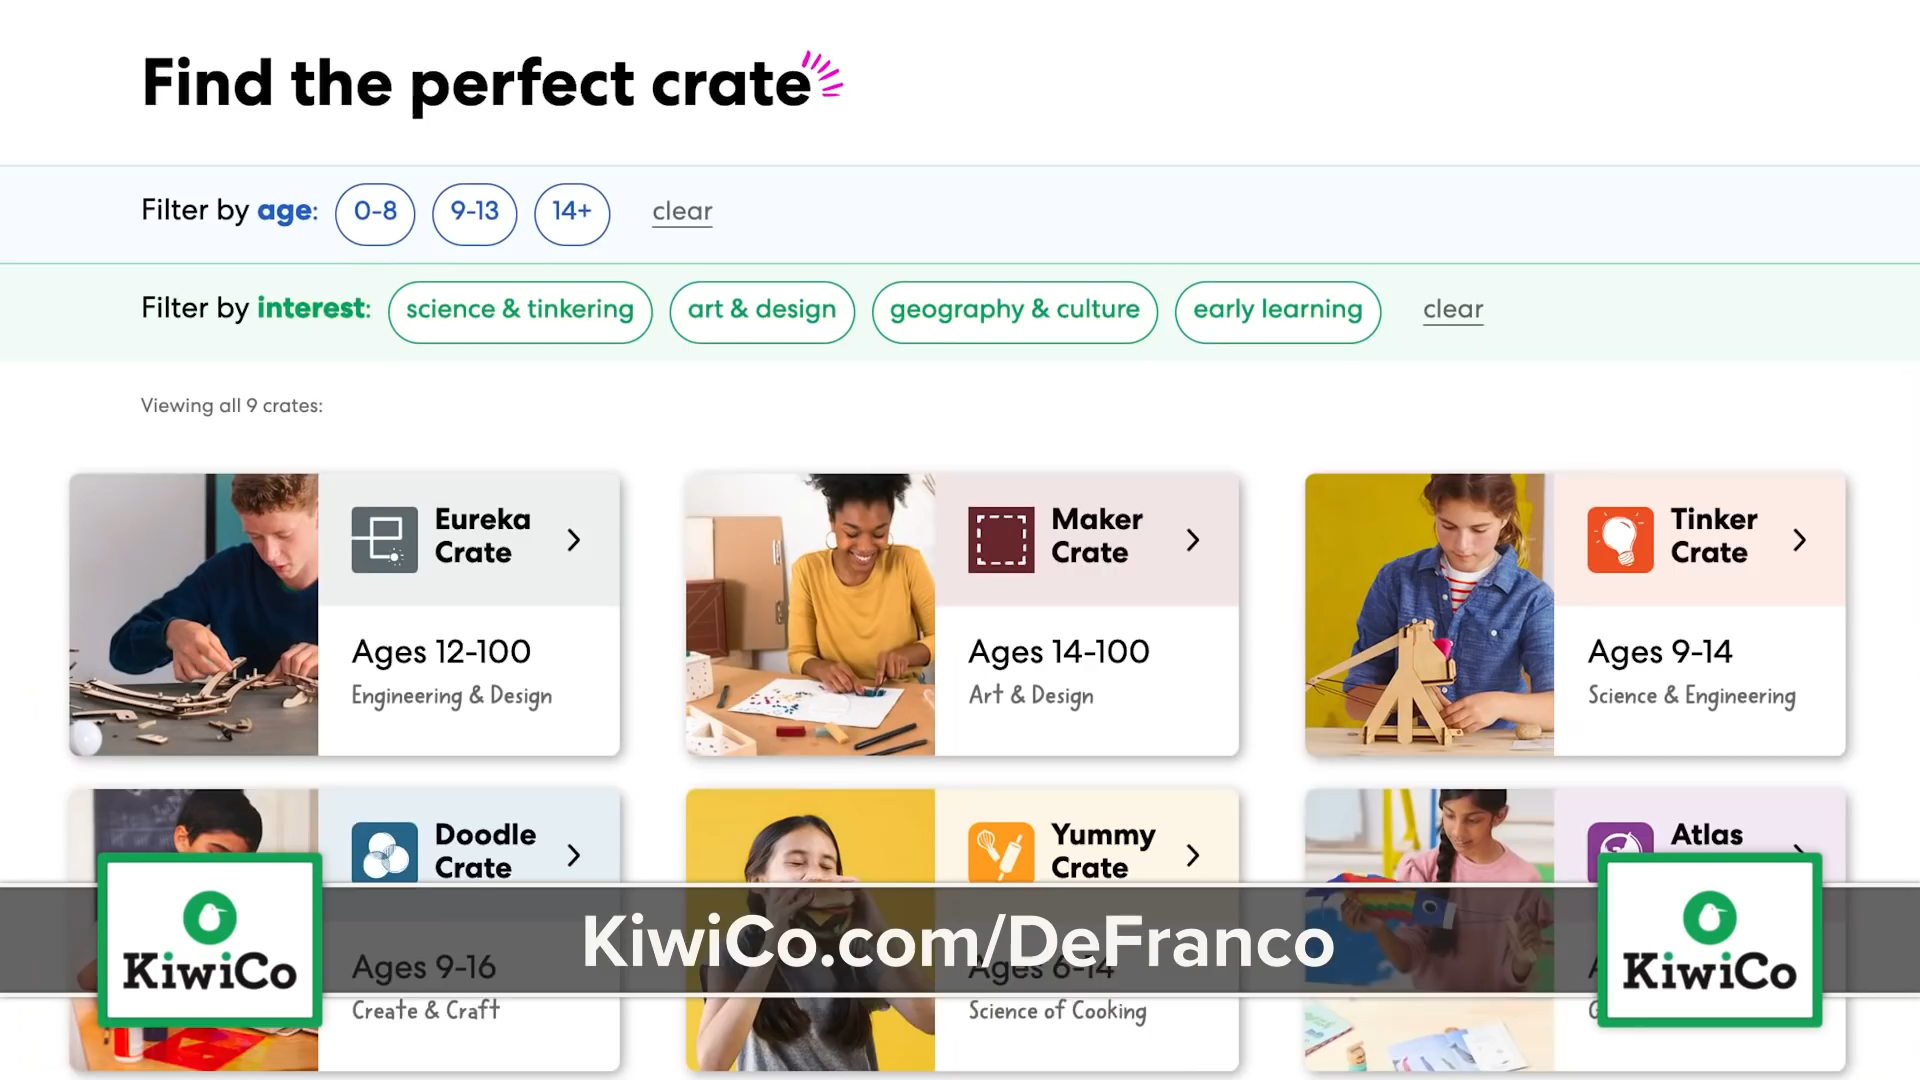 Find the perfect crate
Filter by age: 0-8 9-13 14+ clear
Filter by interest: science & tinkering art & design geography & culture early learning clear
Viewing all 9 crates:
Eureka
Crate
Ages 12-100
Engineering & Design
Maker
Crate
Ages 14-100
Art & Design
Tinker
Crate
Ages 9-14
Science & Engineering
Doodle
Crate
Ages 9-16
Create & Craft
Yummy
Crate
Ages 6-14
Science of Cooking
Atlas
KiwiCo
KiwiCo.com/DeFranco
KiwiCo